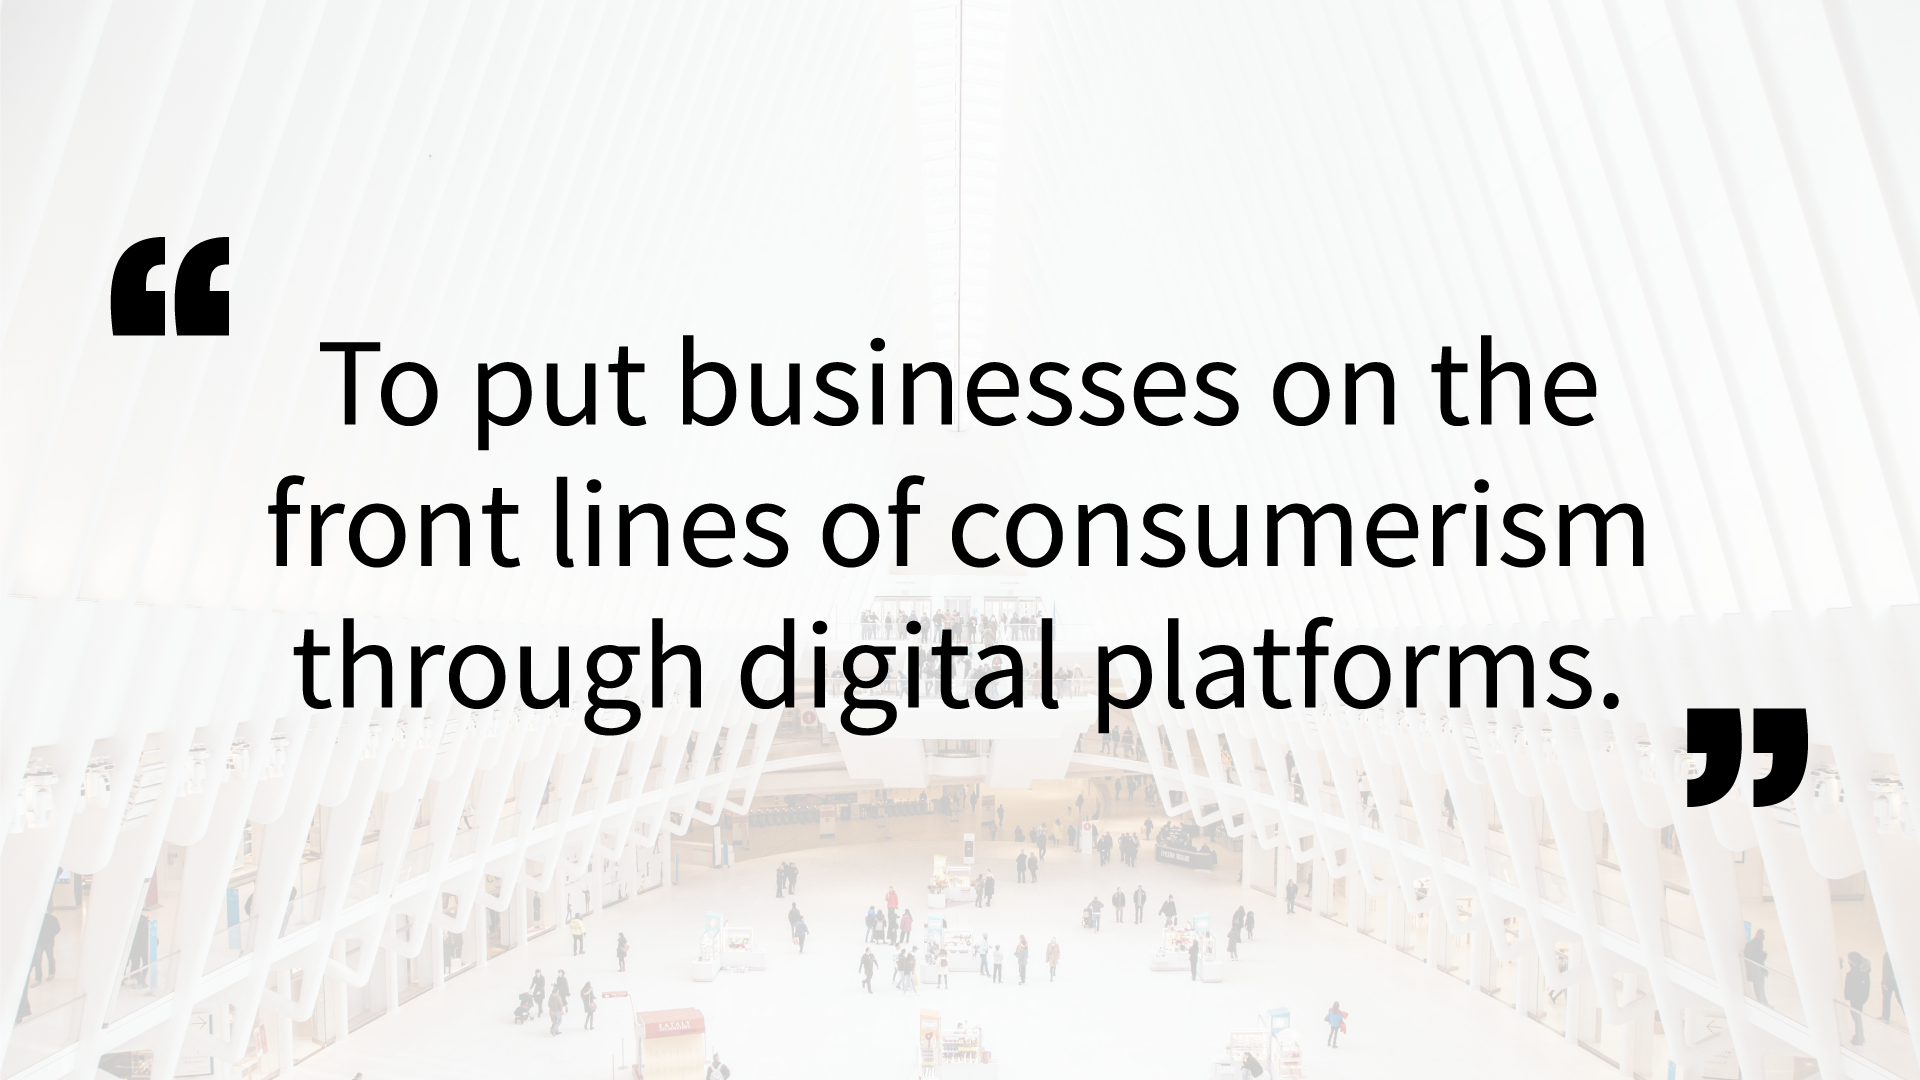 “
To put businesses on the
front lines of consumerism
through digital platforms.
”